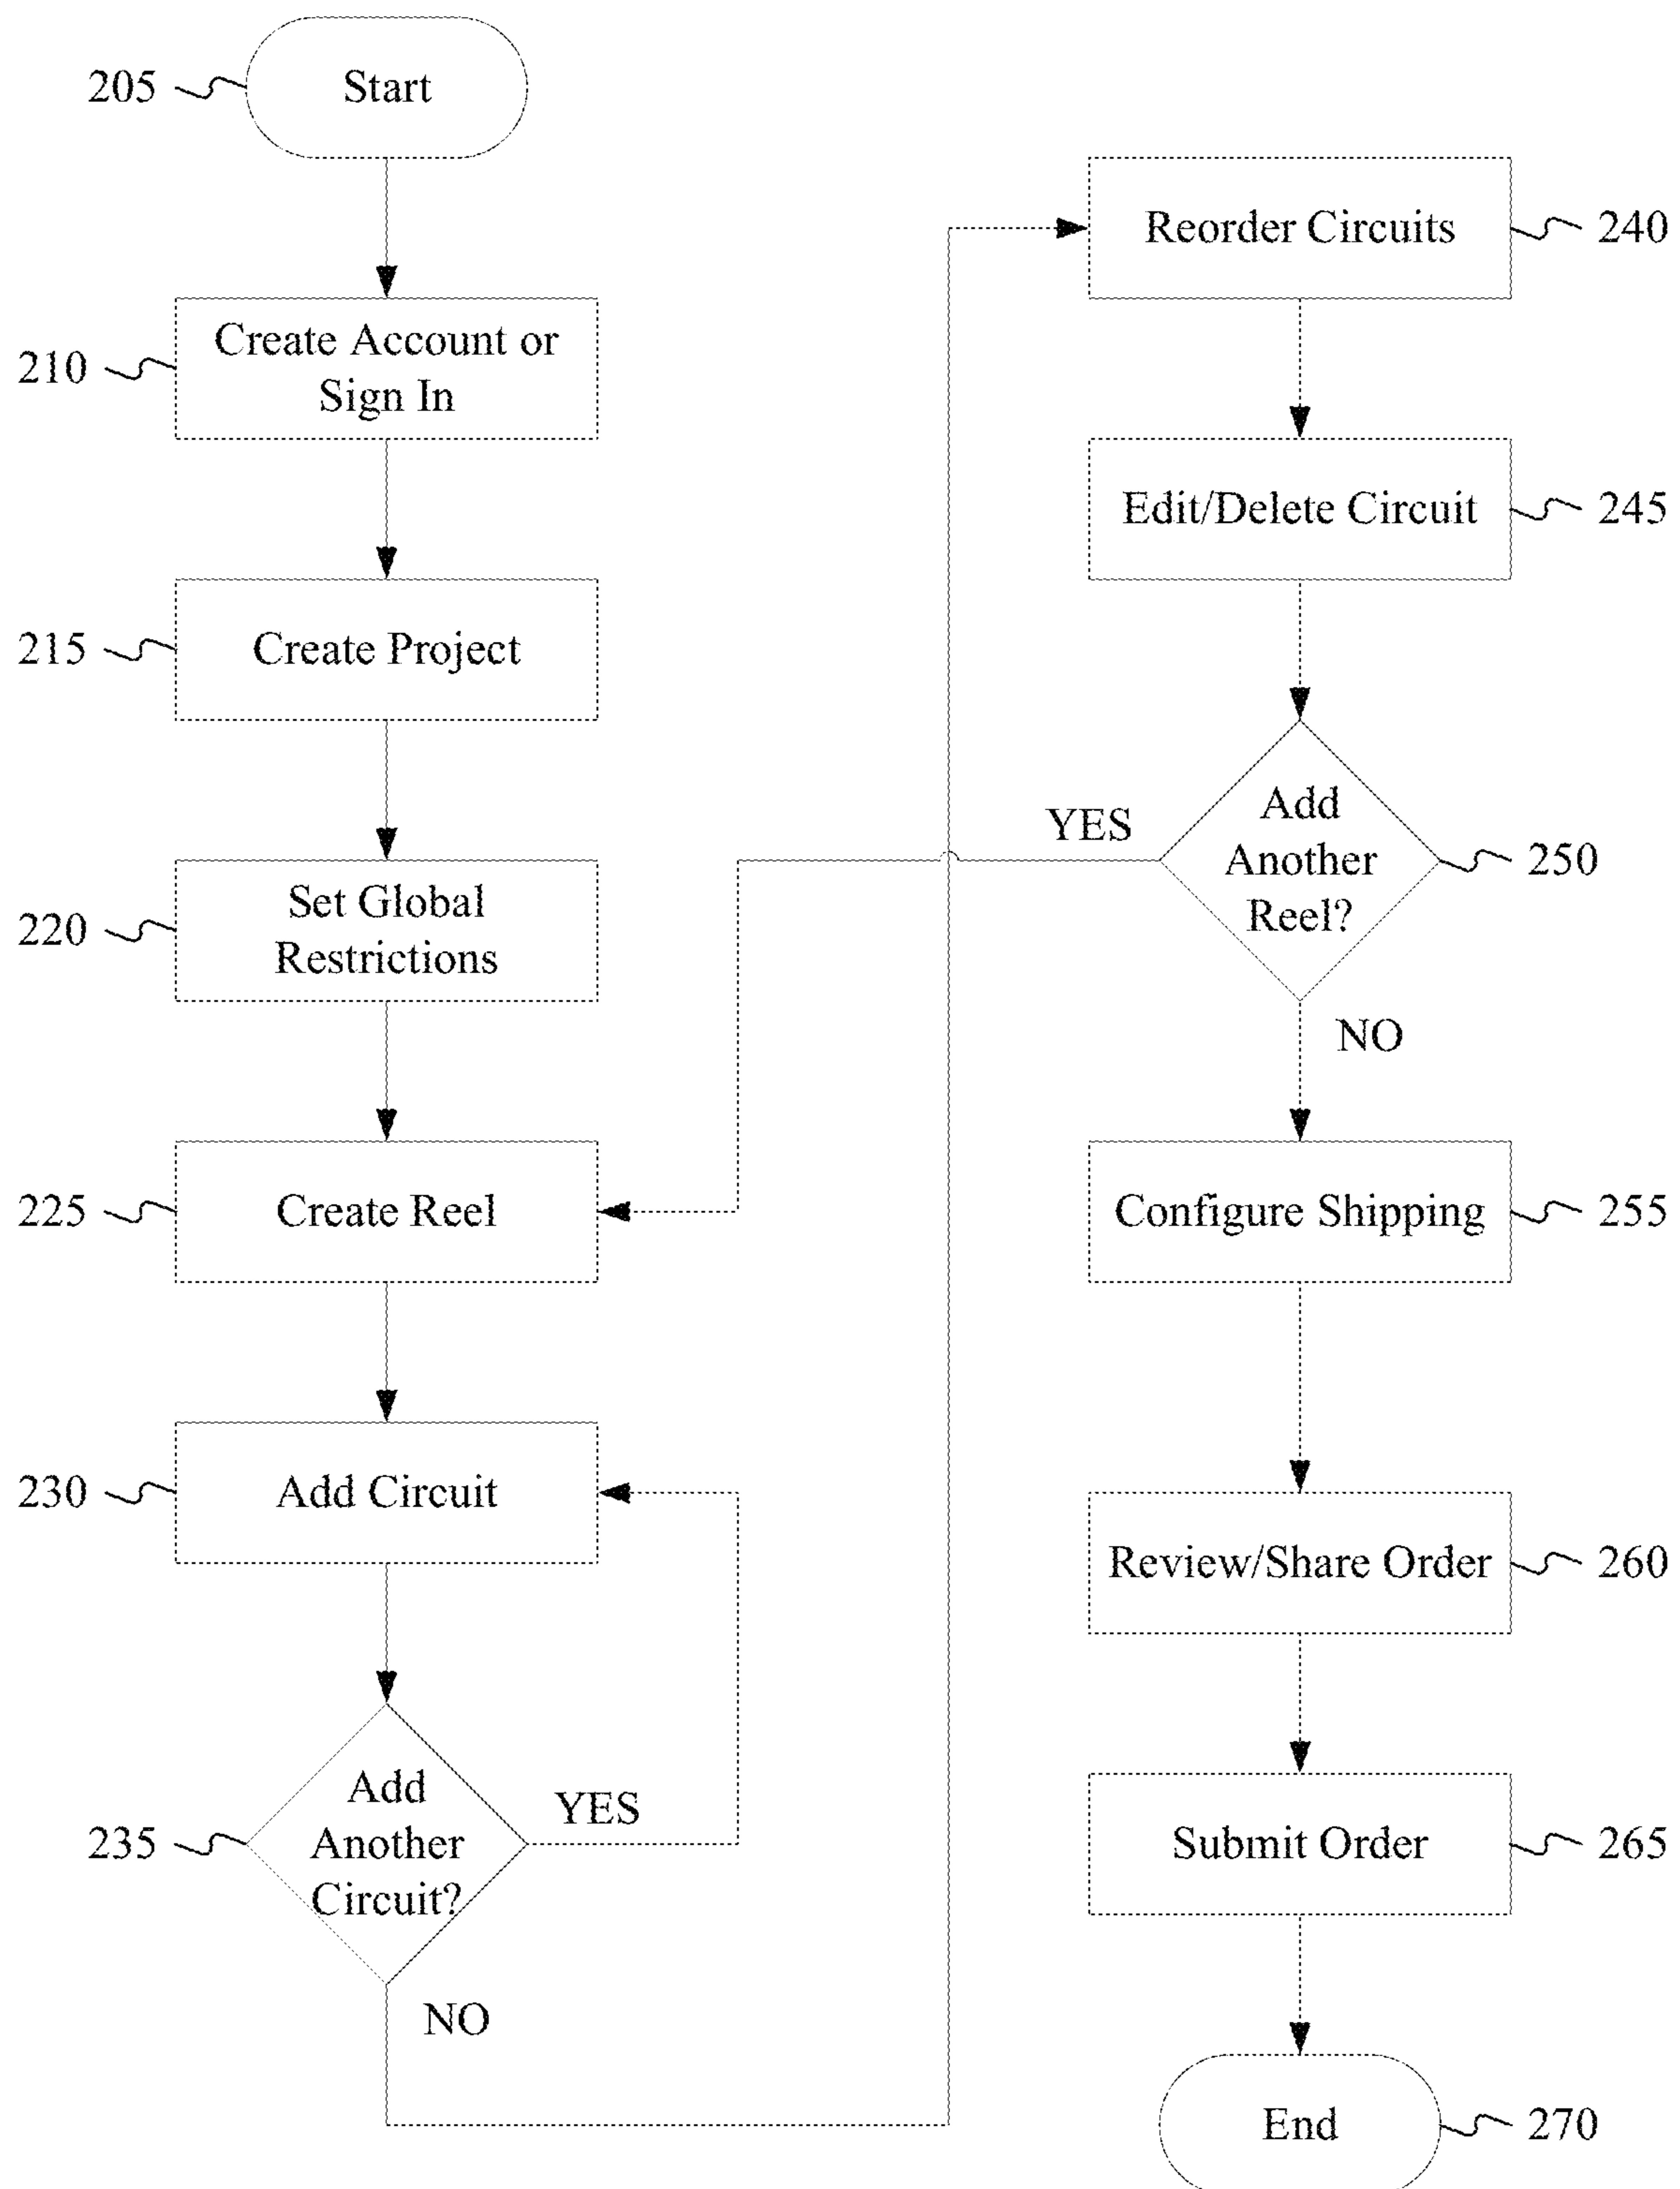 205
Start
210
Create Account or
Sign In
215
Create Project
220
Set Global
Restrictions
225
Create Reel
230
Add Circuit
235
Add
Another
Circuit?
YES
NO
Reorder Circuits
240
Edit/Delete Circuit
245
Add
Another
Reel?
250
YES
NO
Configure Shipping
255
Review/Share Order
260
Submit Order
265
End
270